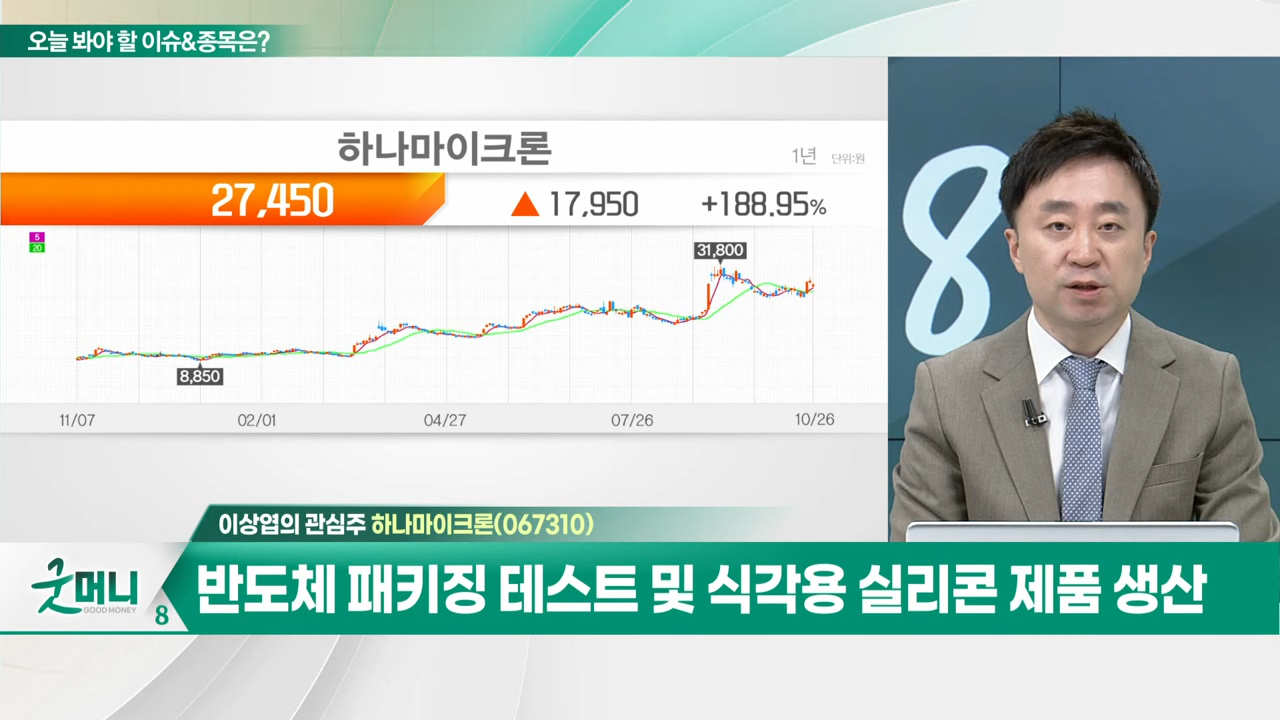 오늘 봐야 할 이슈&종목은?
하나마이크론
1년 단위:원
27,450 ▲ 17,950 +188.95%
5
20
31,800
8,850
11/07 02/01 04/27 07/26 10/26
8
이상엽의 관심주 하나마이크론(067310)
굿머니
GOOD MONEY
8
반도체 패키징 테스트 및 식각용 실리콘 제품 생산